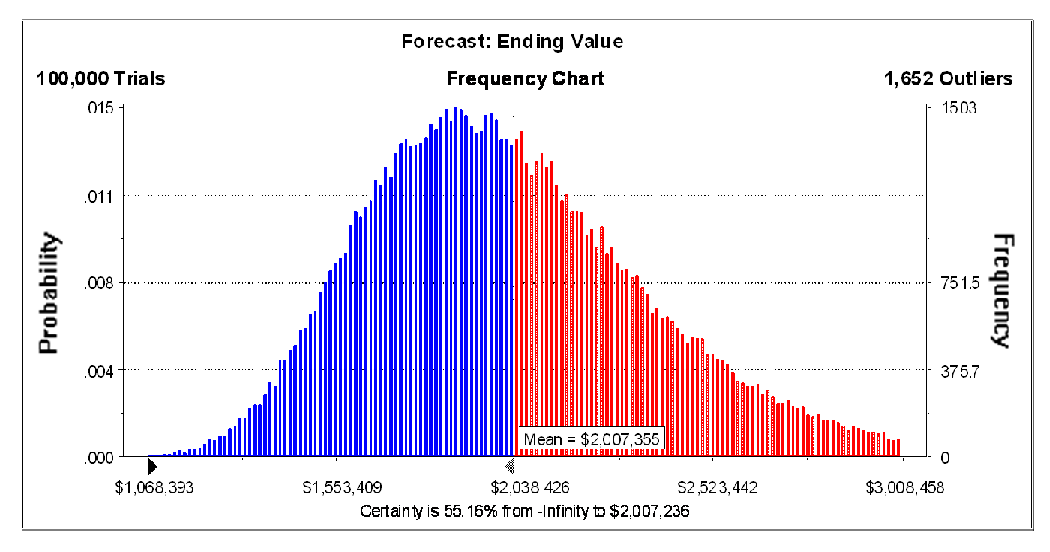 Forecast: Ending Value
100,000 Trials Frequency Chart 1,652 Outliers
.015 1503
.011
.008 751.5
.004 375.7
.000 0
Probability
Frequency
Mean = $2,007,355
$1,068,393 $1,553,409 $2,038,426 $2,523,442 $3,008,458
Certainty is 55.16% from -Infinity to $2,007,236